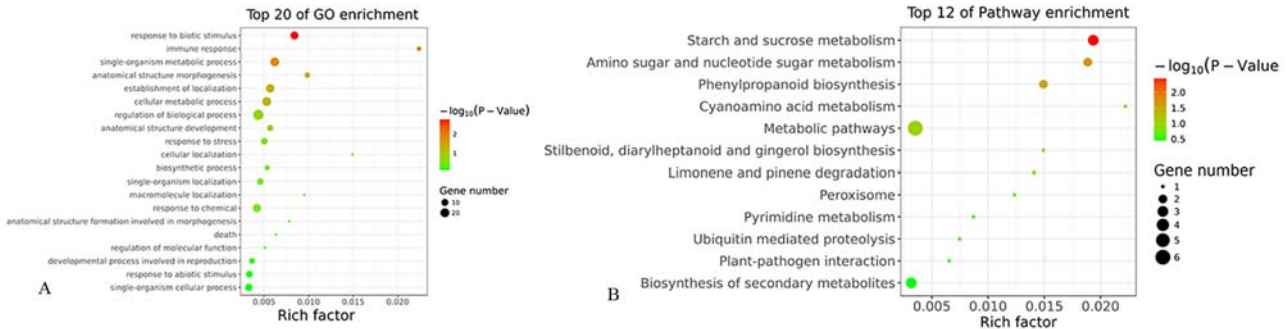 Top 20 of GO enrichment
response to biotic stimulus
immune response
single-organism metabolic process
anatomical structure morphogenesis
establishment of localization
cellular metabolic process
regulation of biological process
anatomical structure development
response to stress
cellular localization
biosynthetic process
single-organism localization
macromolecule localization
response to chemical
anatomical structure formation involved in morphogenesis
death
regulation of molecular function
developmental process involved in reproduction
response to abiotic stimulus
single-organism cellular process
0.005 0.010 0.015 0.020
Rich factor
−log10(P−Value)
2
1
Gene number
10
20
A
Top 12 of Pathway enrichment
Starch and sucrose metabolism
Amino sugar and nucleotide sugar metabolism
Phenylpropanoid biosynthesis
Cyanoamino acid metabolism
Metabolic pathways
Stilbenoid, diarylheptanoid and gingerol biosynthesis
Limonene and pinene degradation
Peroxisome
Pyrimidine metabolism
Ubiquitin mediated proteolysis
Plant-pathogen interaction
Biosynthesis of secondary metabolites
0.005 0.010 0.015 0.020
Rich factor
−log10(P−Value
2.0
1.5
1.0
0.5
Gene number
1
2
3
4
5
6
B